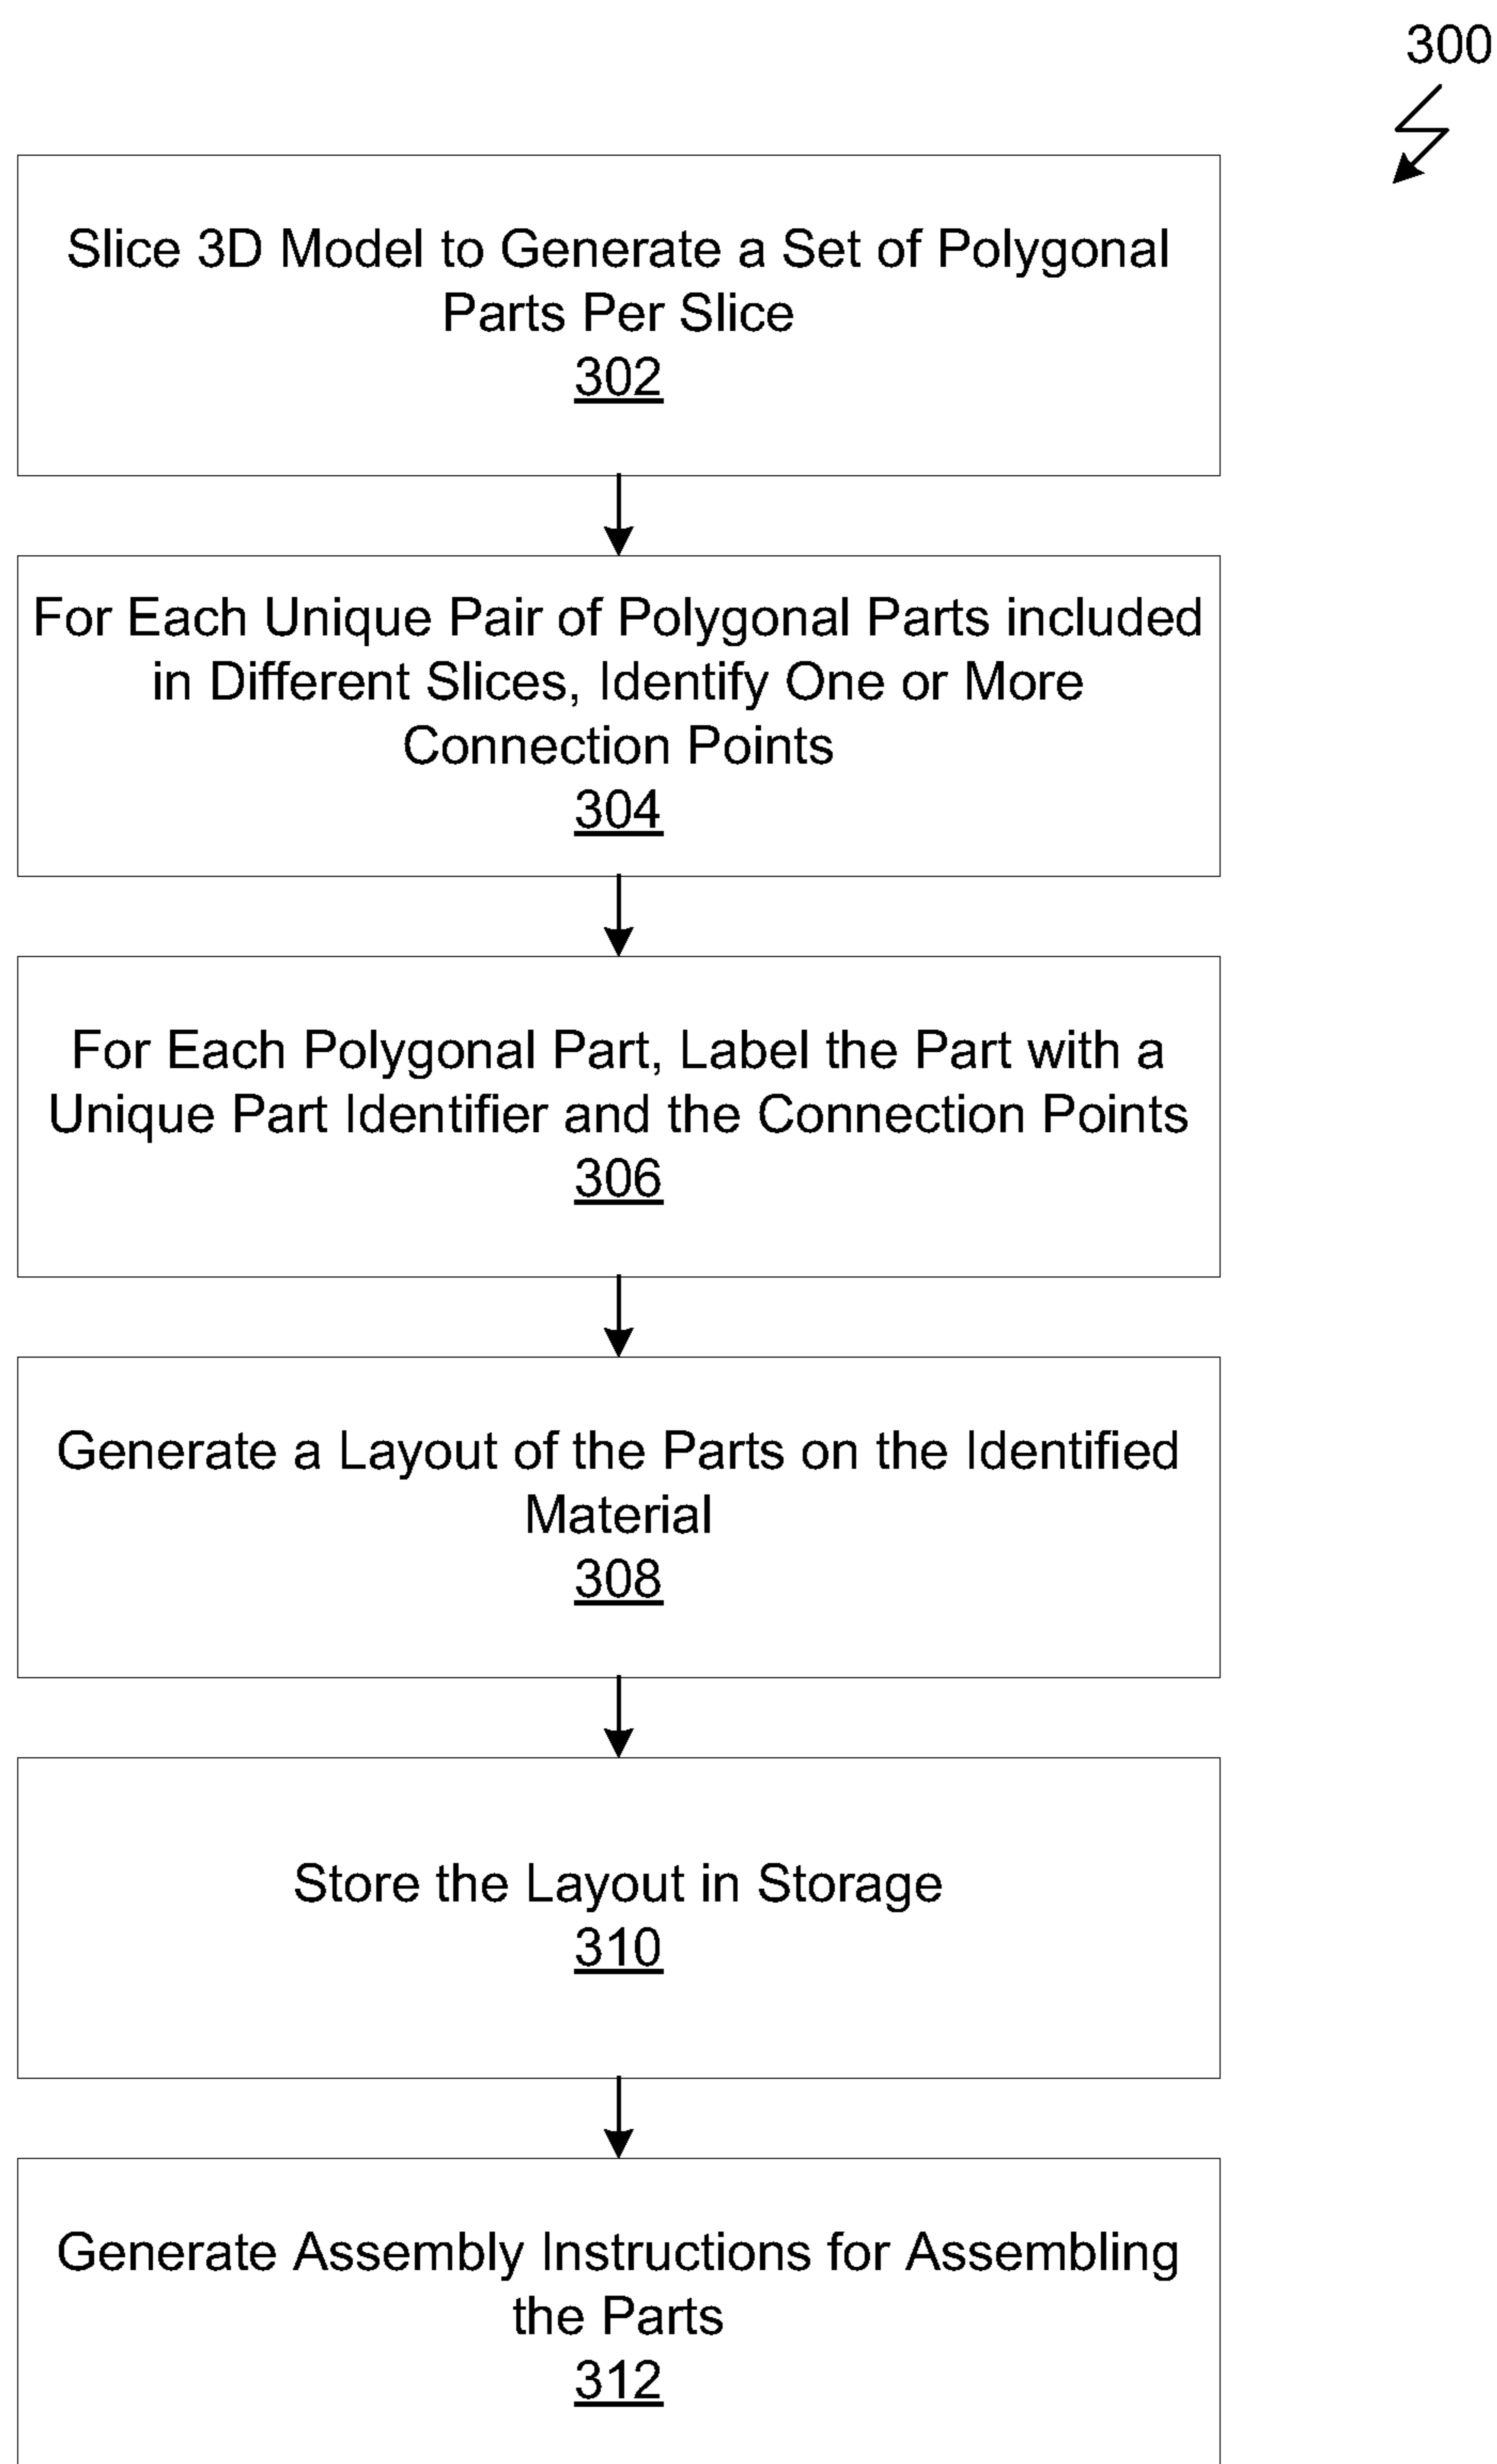 300
Slice 3D Model to Generate a Set of Polygonal
Parts Per Slice
302
For Each Unique Pair of Polygonal Parts included
in Different Slices, Identify One or More
Connection Points
304
For Each Polygonal Part, Label the Part with a
Unique Part Identifier and the Connection Points
306
Generate a Layout of the Parts on the Identified
Material
308
Store the Layout in Storage
310
Generate Assembly Instructions for Assembling
the Parts
312